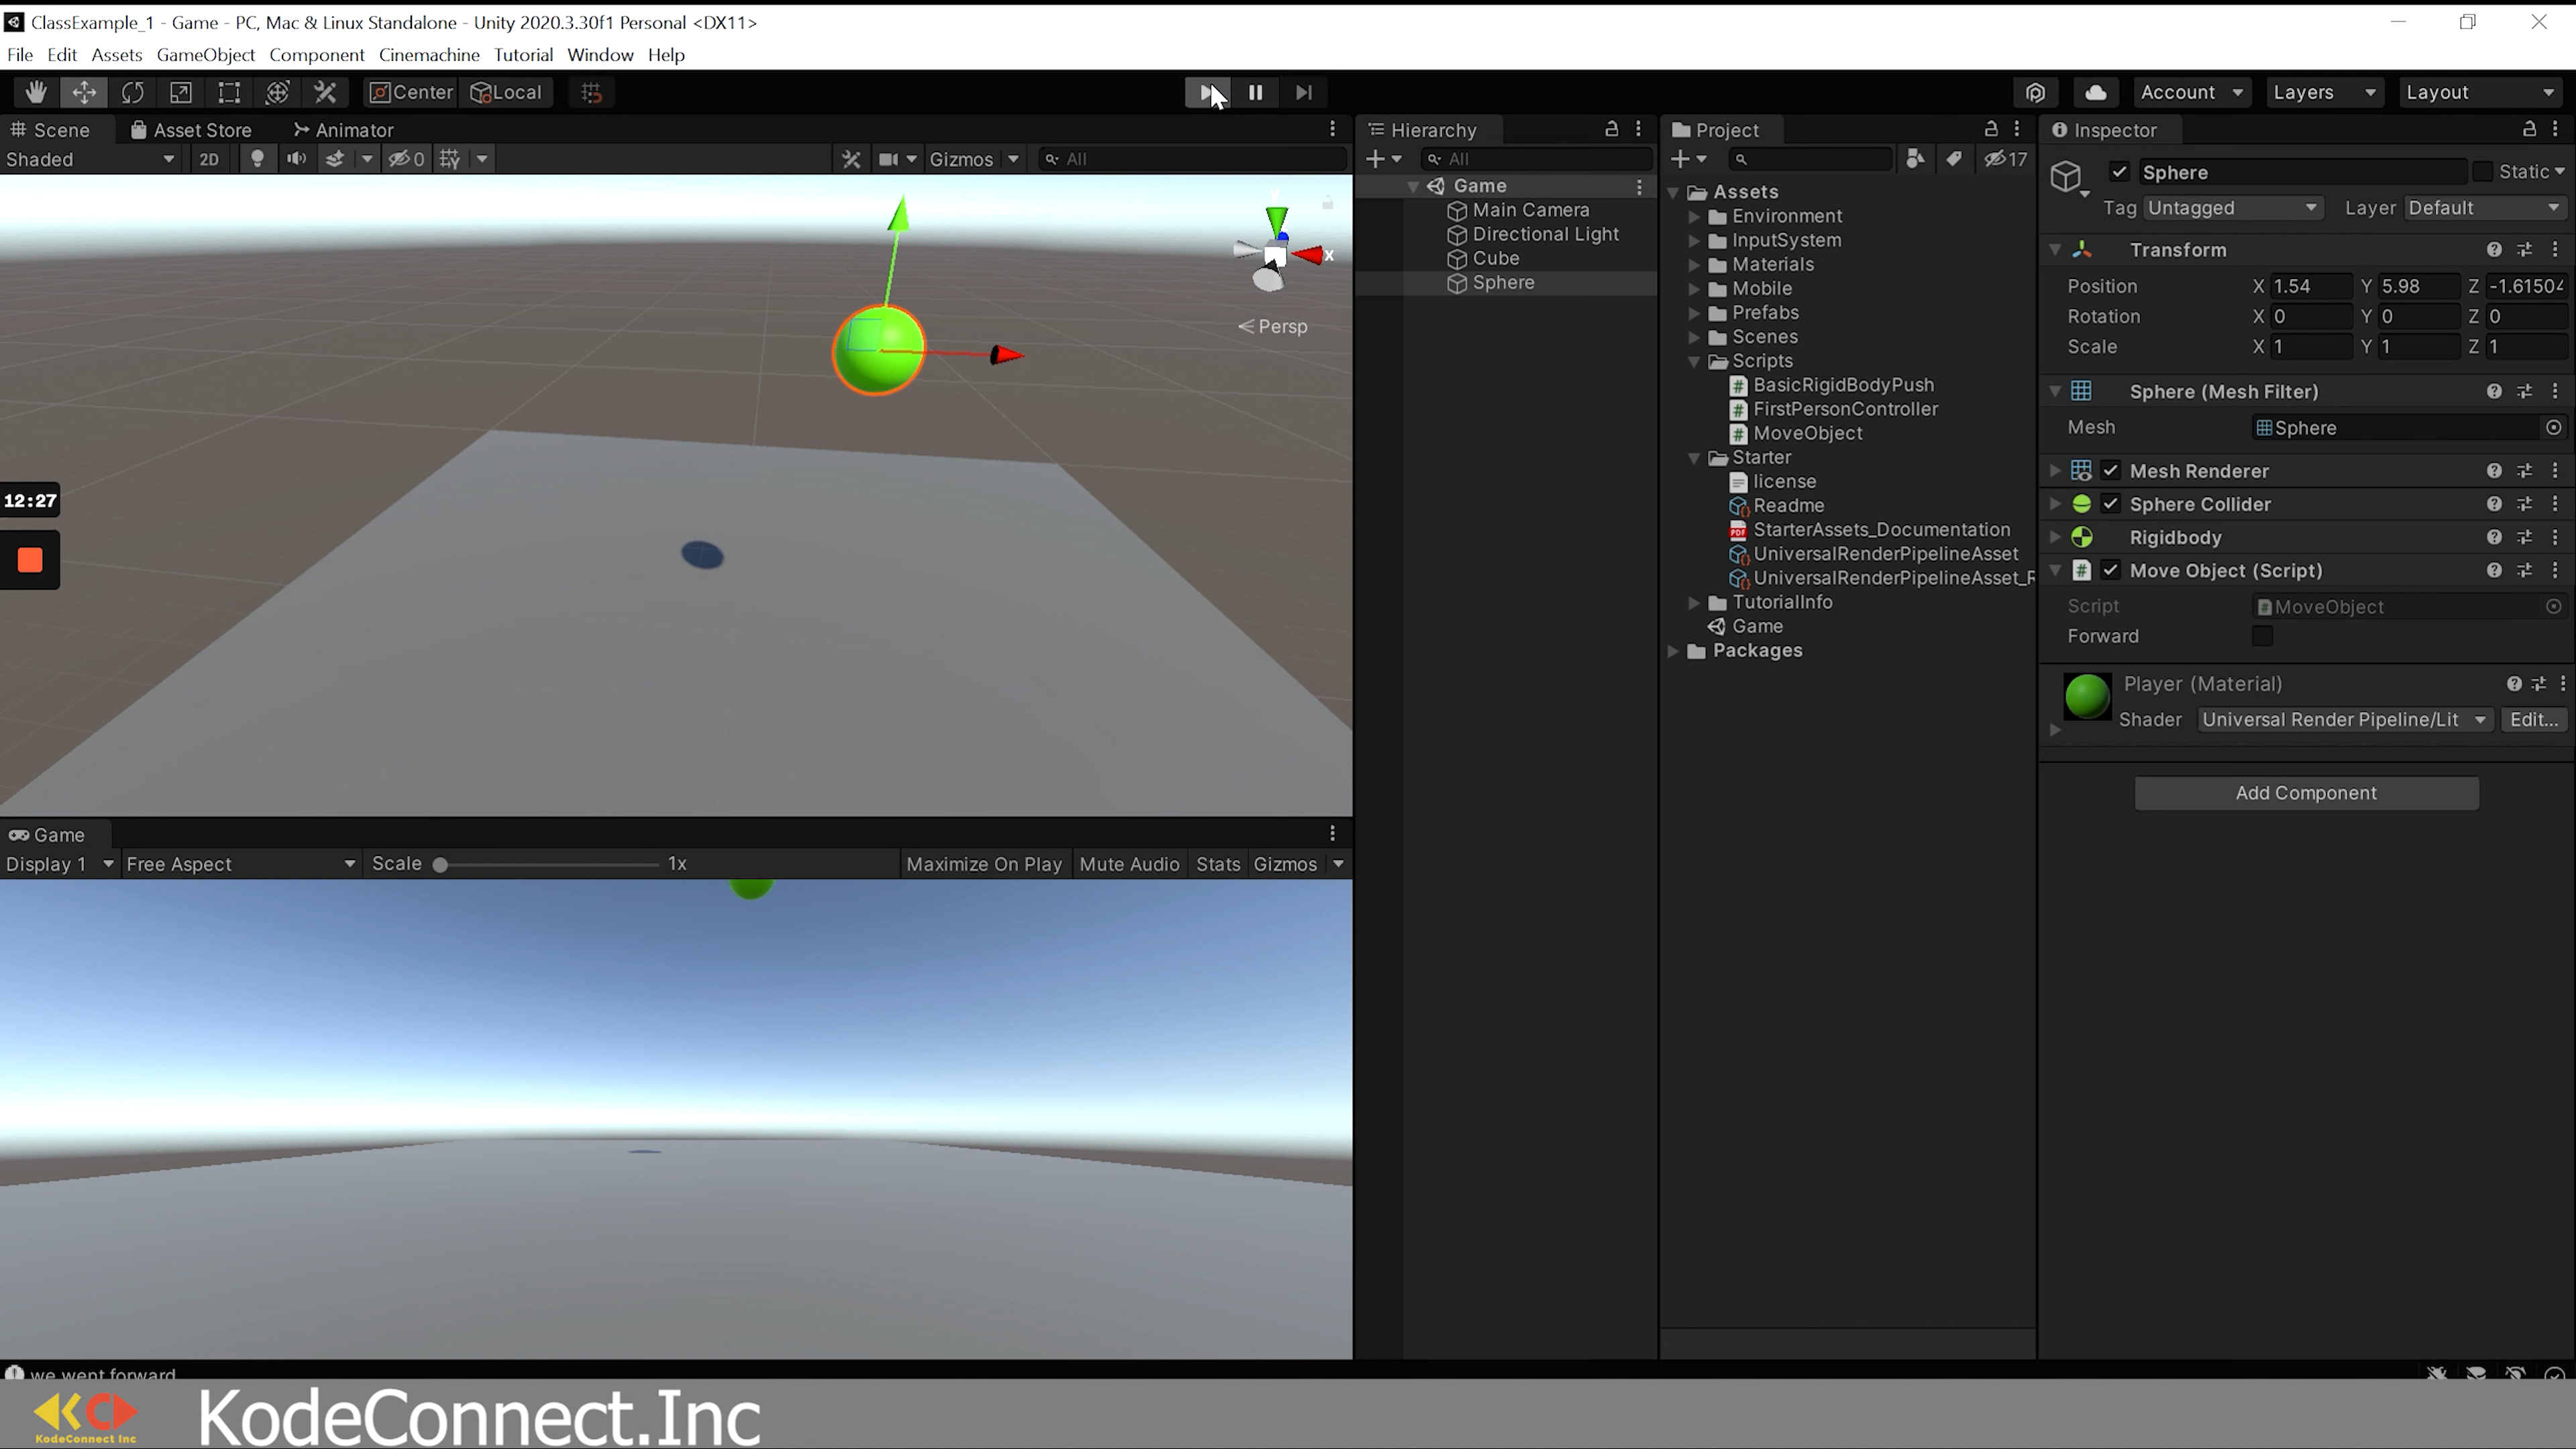 ClassExample_1 - Game - PC, Mac & Linux Standalone - Unity 2020.3.30f1 Personal <DX11>
File Edit Assets GameObject Component Cinemachine Tutorial Window Help
Center Local
Account Layers Layout
Scene Asset Store Animator
Shaded 2D 0 Gizmos All
x
Persp
12:27
Game
Display 1 Free Aspect Scale 1x Maximize On Play Mute Audio Stats Gizmos
we went forward
Hierarchy
All
Game
Main Camera
Directional Light
Cube
Sphere
Project
17
Assets
Environment
InputSystem
Materials
Mobile
Prefabs
Scenes
Scripts
BasicRigidBodyPush
FirstPersonController
MoveObject
Starter
license
Readme
StarterAssets_Documentation
UniversalRenderPipelineAsset
UniversalRenderPipelineAsset_R
TutorialInfo
Game
Packages
Inspector
Sphere Static
Tag Untagged Layer Default
Transform
Position X 1.54 Y 5.98 Z -1.61504
Rotation X 0 Y 0 Z 0
Scale X 1 Y 1 Z 1
Sphere (Mesh Filter)
Mesh Sphere
Mesh Renderer
Sphere Collider
Rigidbody
Move Object (Script)
Script MoveObject
Forward
Player (Material)
Shader Universal Render Pipeline/Lit Edit...
Add Component
KodeConnect Inc
KodeConnect.Inc